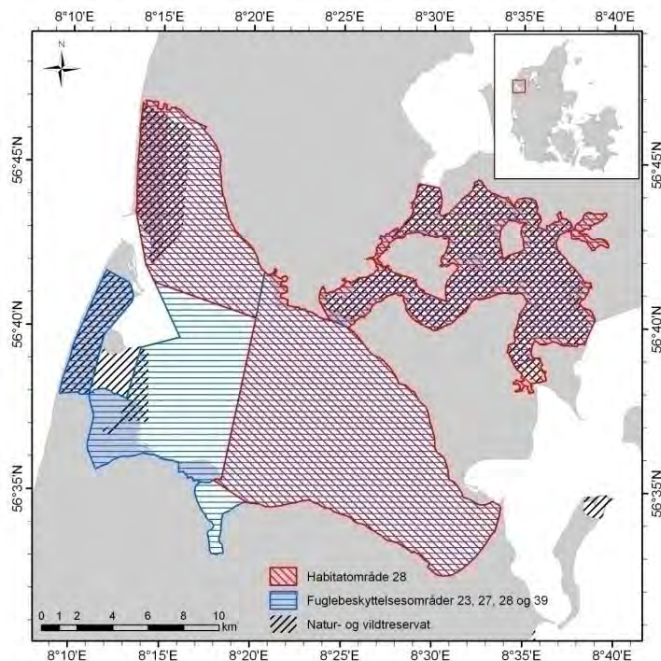 8°10'E 8°15'E 8°20'E 8°25'E 8°30'E 8°35'E 8°40'E
N
56°45'N 56°45'N
56°40'N 56°40'N
56°35'N 56°35'N
Habitatområde 28
Fuglebeskyttelsesområder 23, 27, 28 og 39
Natur- og vildtreservat
0 1 2 4 6 8 10
km
8°10'E 8°15'E 8°20'E 8°25'E 8°30'E 8°35'E 8°40'E